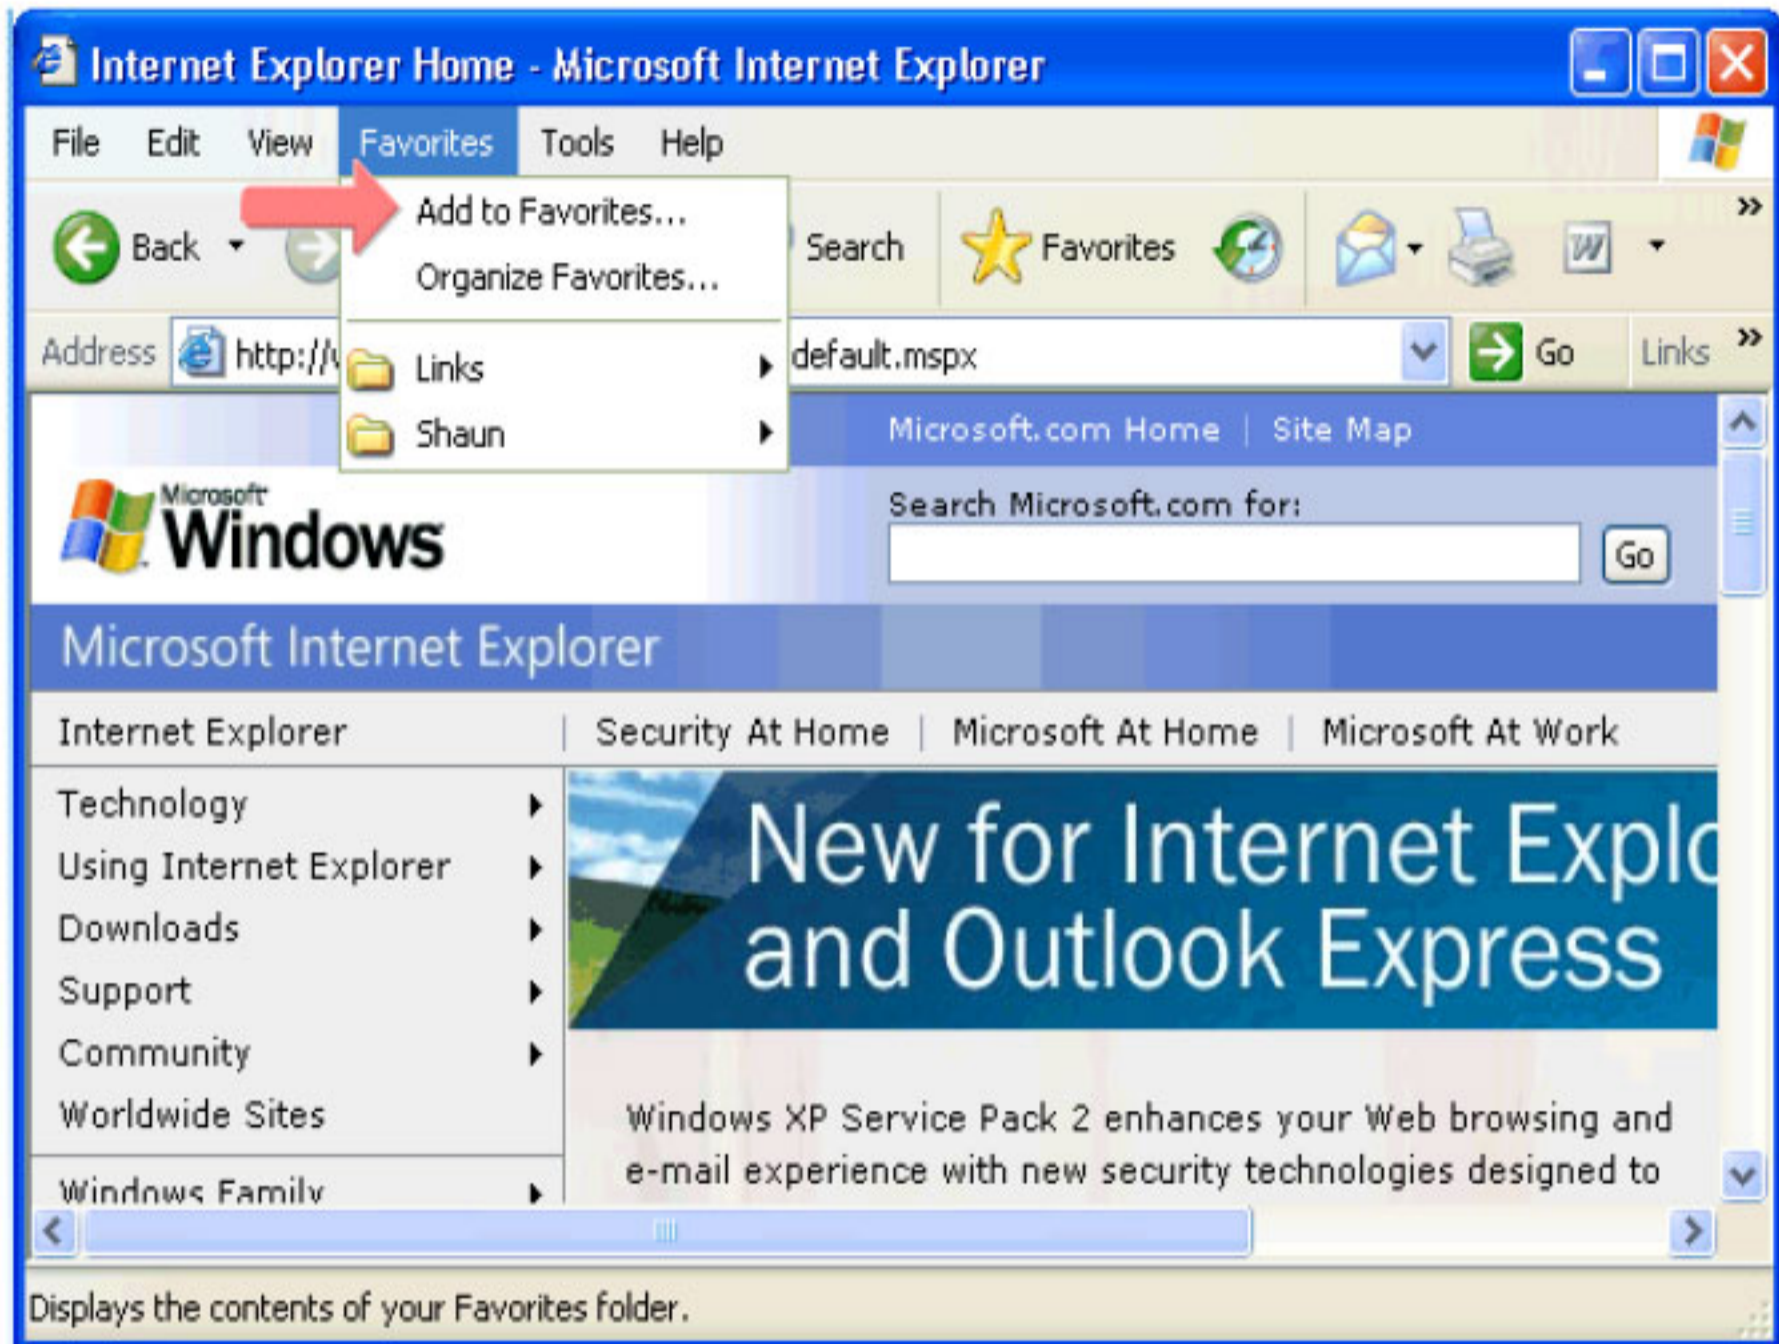 Internet Explorer Home - Microsoft Internet Explorer
File Edit View Favorites Tools Help
Add to Favorites...
Organize Favorites...
Links
Shaun
Back Search Favorites W
Address http:// default.mspx Go Links
Microsoft.com Home | Site Map
Microsoft
Windows
Search Microsoft.com for:
Go
Microsoft Internet Explorer
Internet Explorer | Security At Home | Microsoft At Home | Microsoft At Work
Technology
Using Internet Explorer
Downloads
Support
Community
Worldwide Sites
Windows Family
New for Internet Explo
and Outlook Express
Windows XP Service Pack 2 enhances your Web browsing and
e-mail experience with new security technologies designed to
Displays the contents of your Favorites folder.